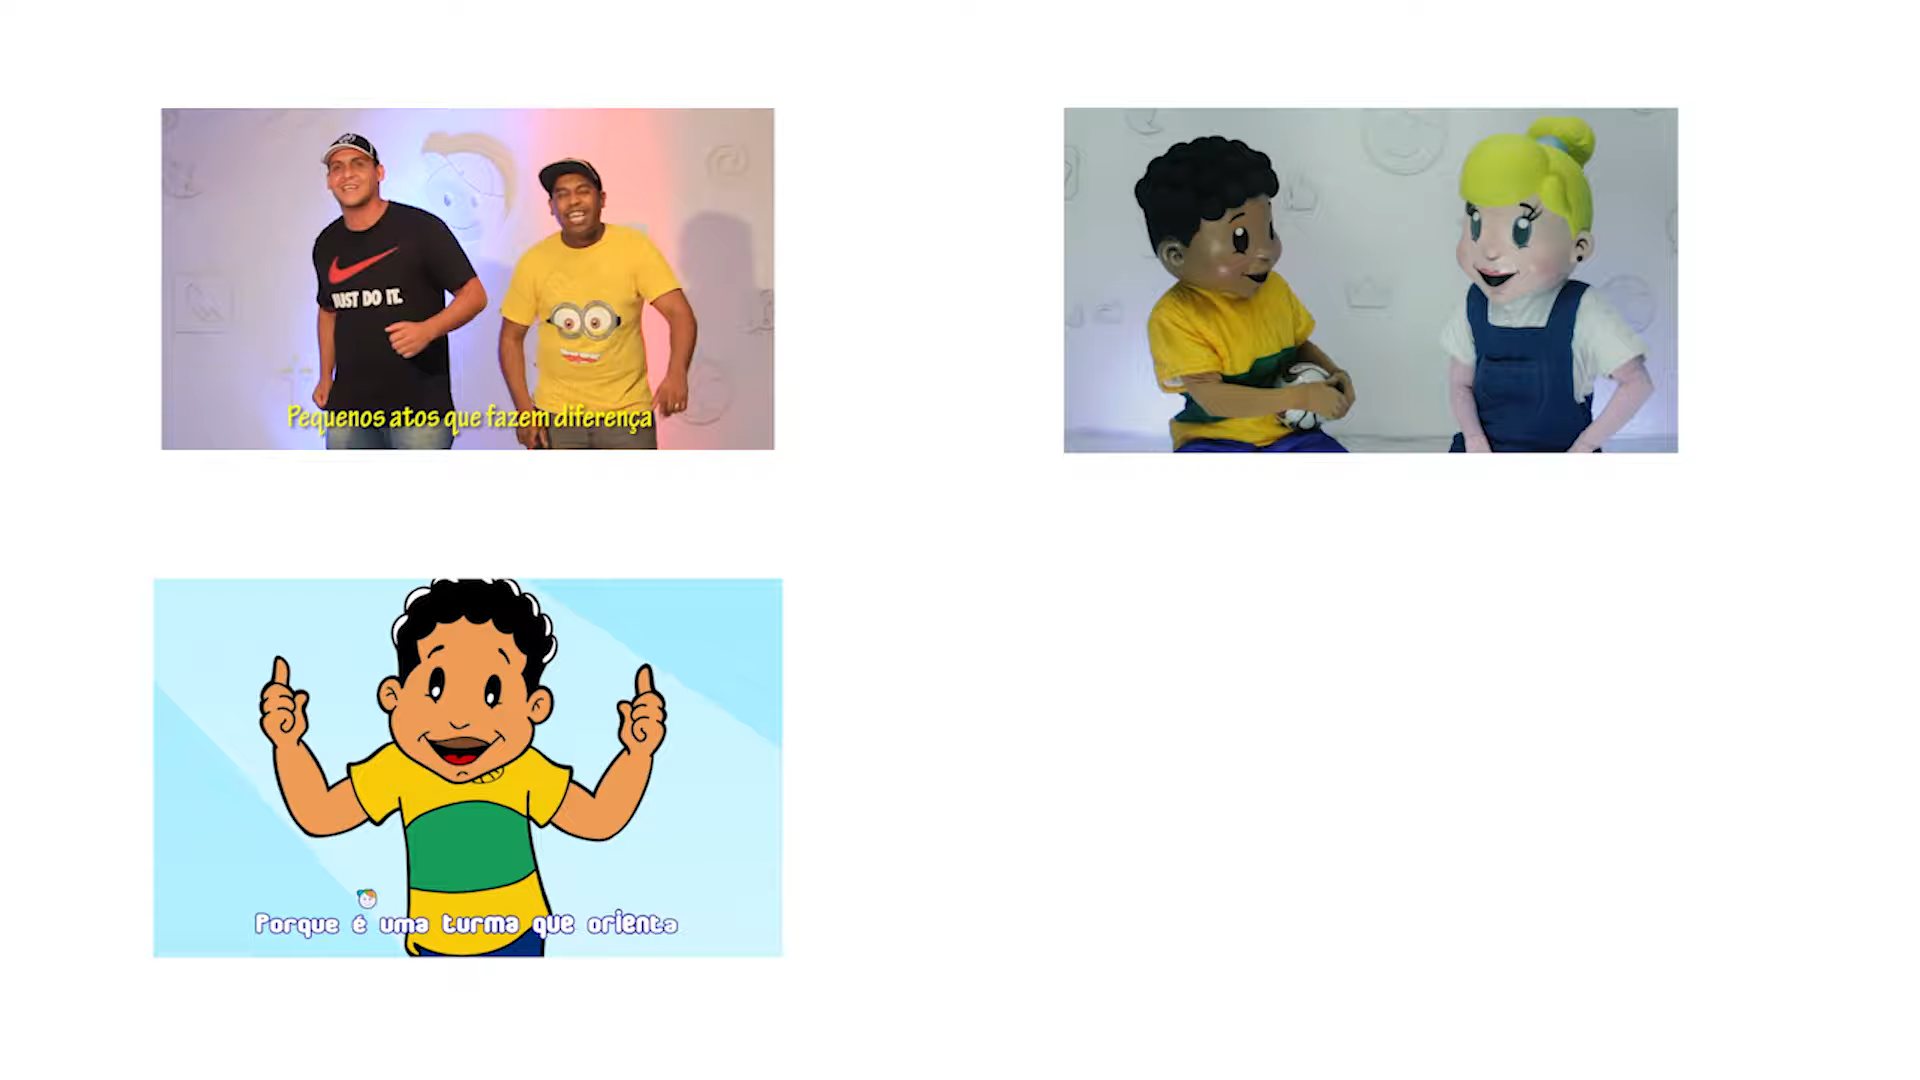 JUST DO IT.
Pequenos atos que fazem diferença
Porque é uma turma que orienta